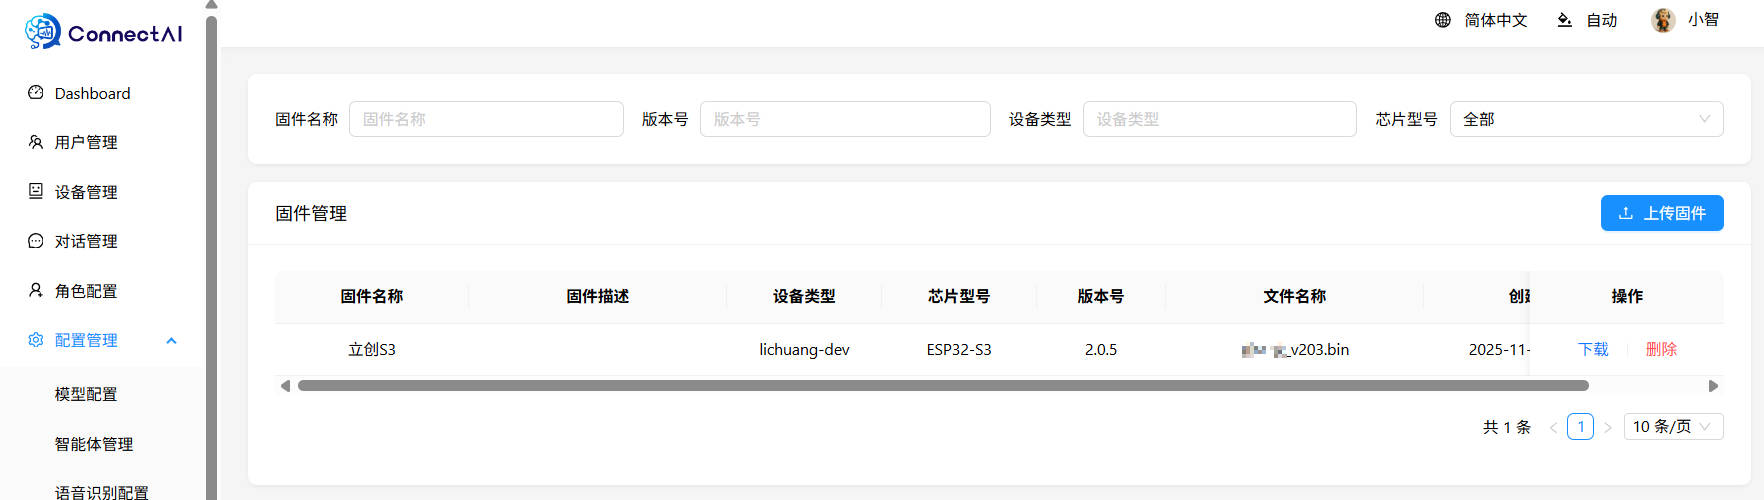 ConnectAI
简体中文
自动
小智
Dashboard
用户管理
设备管理
对话管理
角色配置
配置管理
模型配置
智能体管理
语音识别配置
固件名称 固件名称 版本号 版本号 设备类型 设备类型 芯片型号 全部
固件管理
上传固件
固件名称 固件描述 设备类型 芯片型号 版本号 文件名称 创 操作
立创S3 lichuang-dev ESP32-S3 2.0.5 _v203.bin 2025-11- 下载 删除
共 1 条 < 1 > 10 条/页